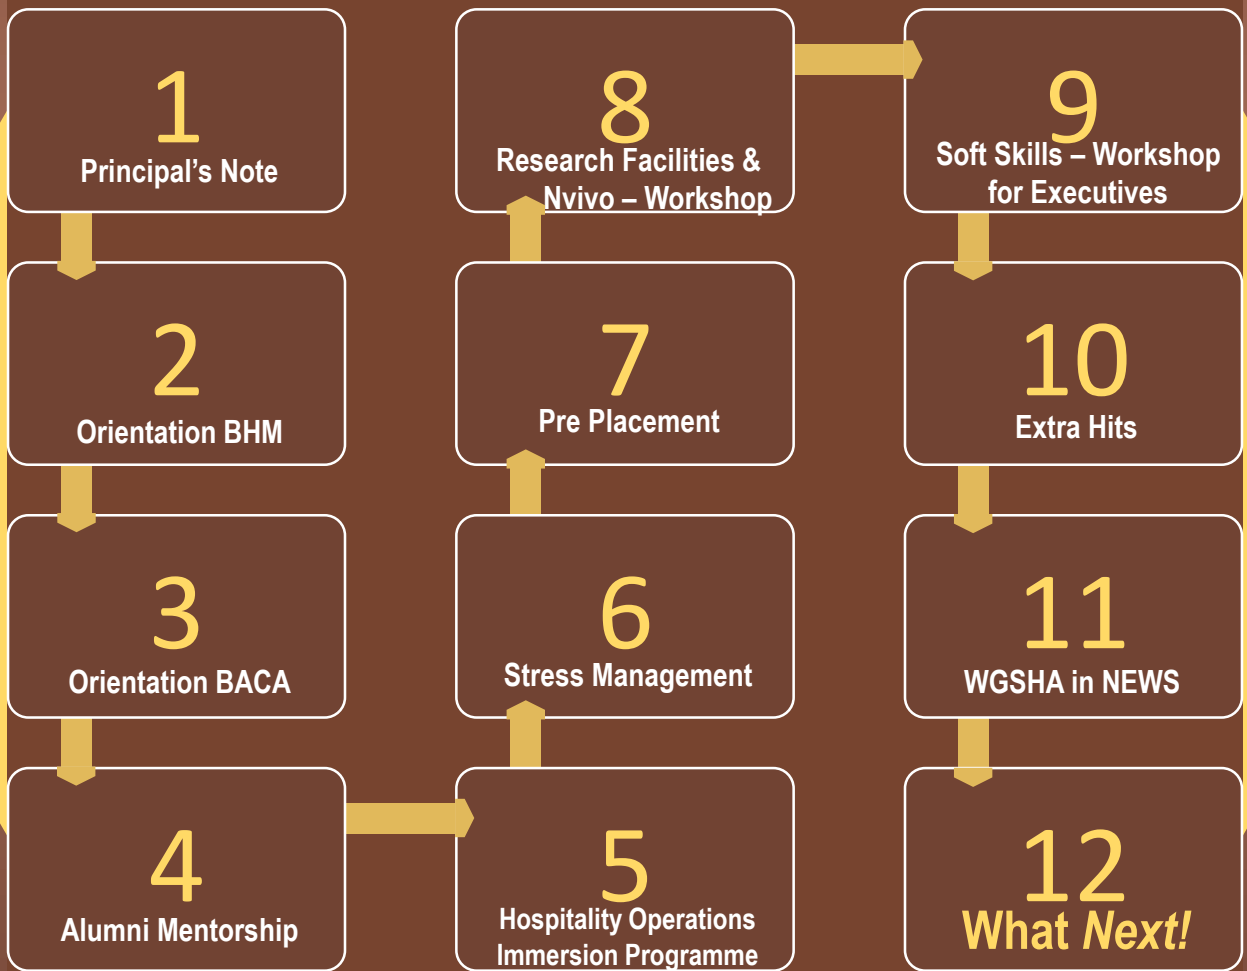 1
Principal's Note
2
Orientation BHM
3
Orientation BACA
4
Alumni Mentorship
5
Hospitality Operations
Immersion Programme
6
Stress Management
7
Pre Placement
8
Research Facilities &
Nvivo – Workshop
9
Soft Skills – Workshop
for Executives
10
Extra Hits
11
WGSHA in NEWS
12
What Next!